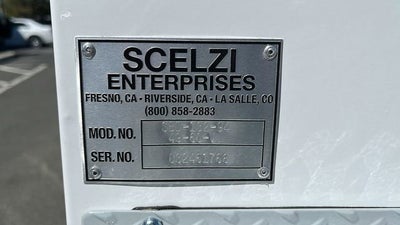 SCELZI
ENTERPRISES
FRESNO, CA • RIVERSIDE, CA • LA SALLE, CO
(800) 858-2883
MOD. NO.
SER. NO.